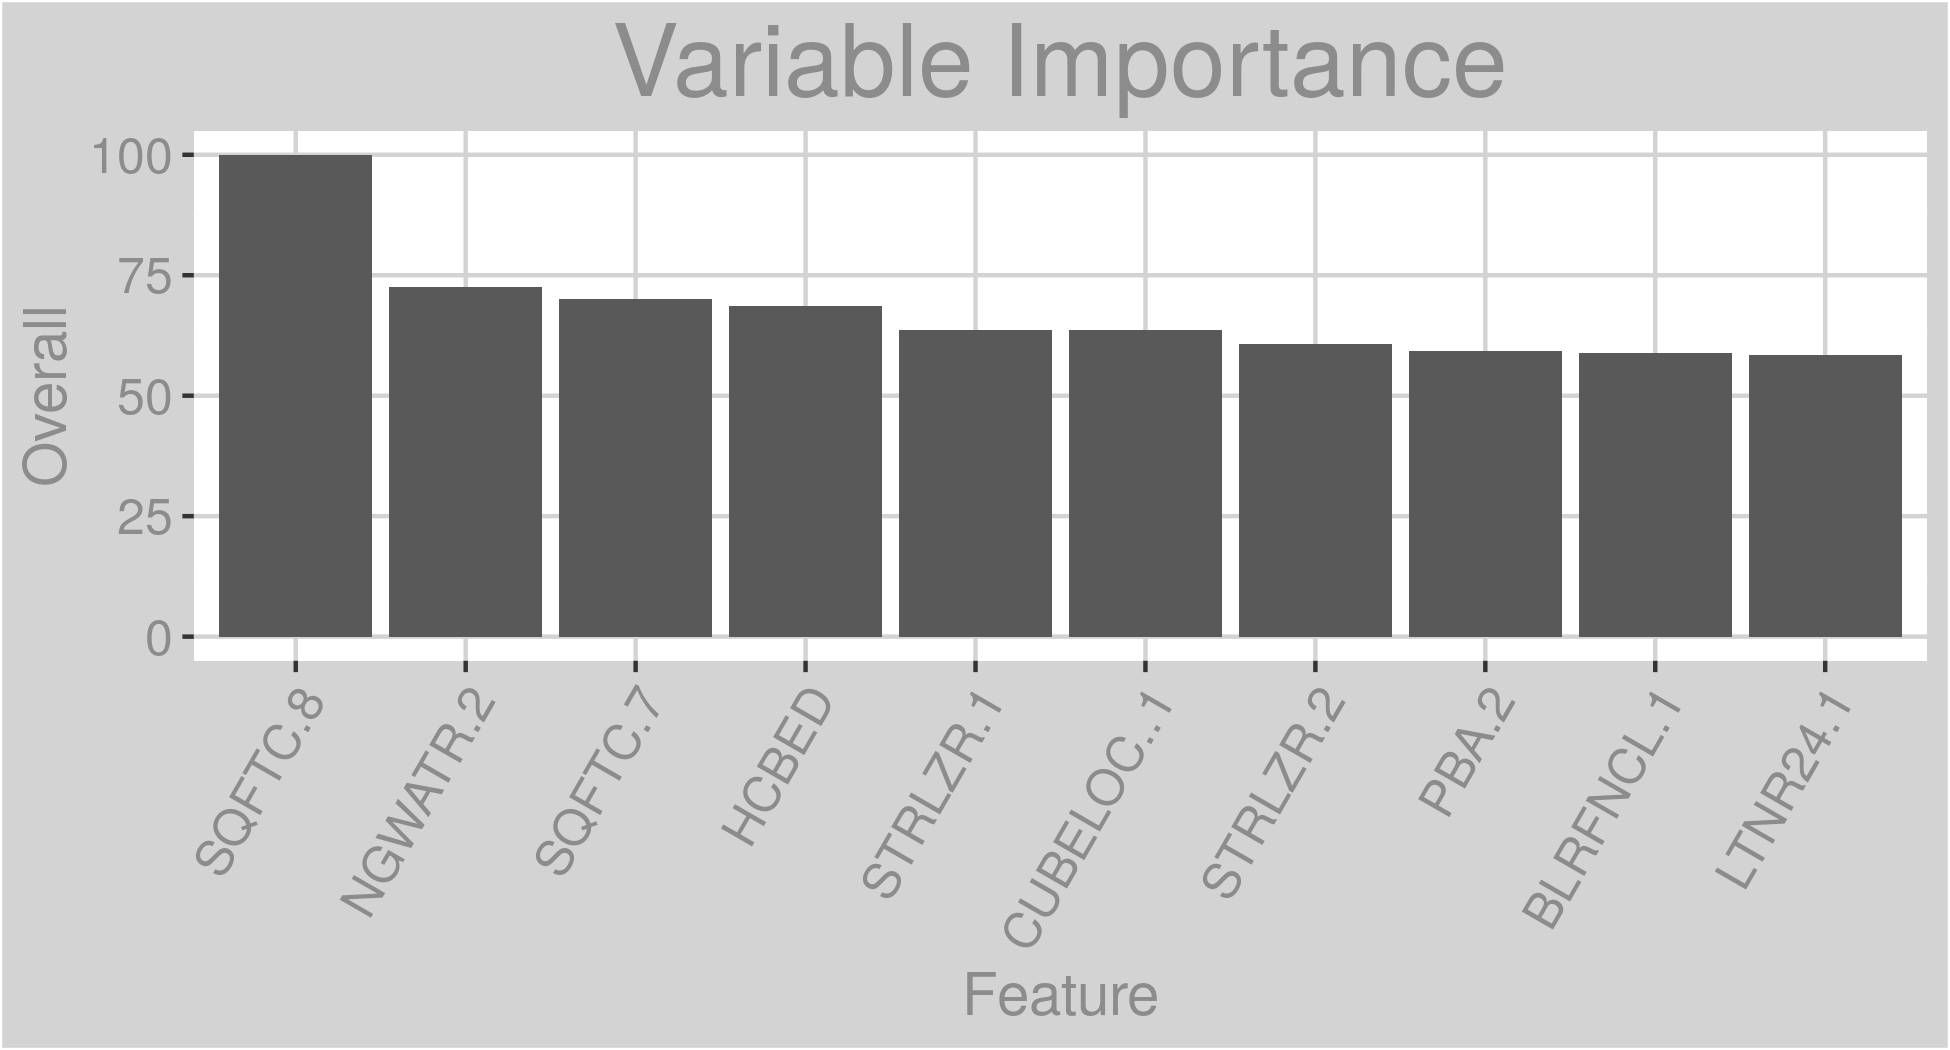 Variable Importance
100
75
50
25
0
Overall
SQFTC.8
NGWATR.2
SQFTC.7
HCBED
STRLZR.1
CUBELOC..1
STRLZR.2
PBA.2
BLRFNCL.1
LTNR24.1
Feature